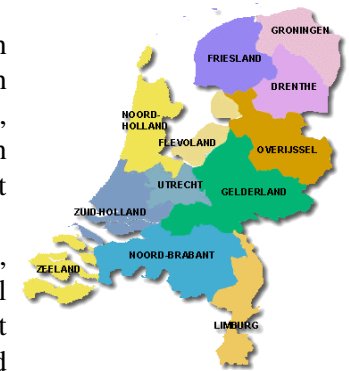 GRONINGEN
FRIESLAND
DRENTHE
NOORD-
HOLLAND
FLEVOLAND
OVERIJSSEL
UTRECHT
GELDERLAND
ZUID-HOLLAND
NOORD-BRABANT
ZEELAND
LIMBURG